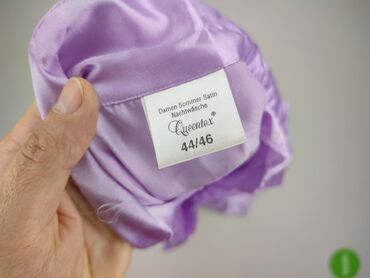 Damen Sommer Satin
Nachtwäsche
Queentex®
44/46